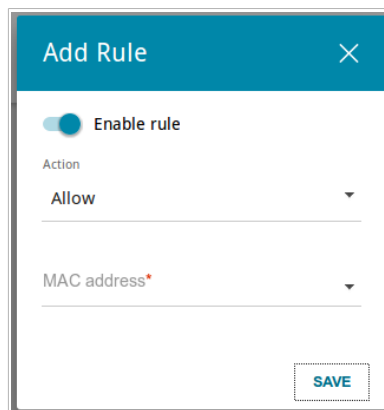 Add Rule
Enable rule
Action
Allow
MAC address*
SAVE